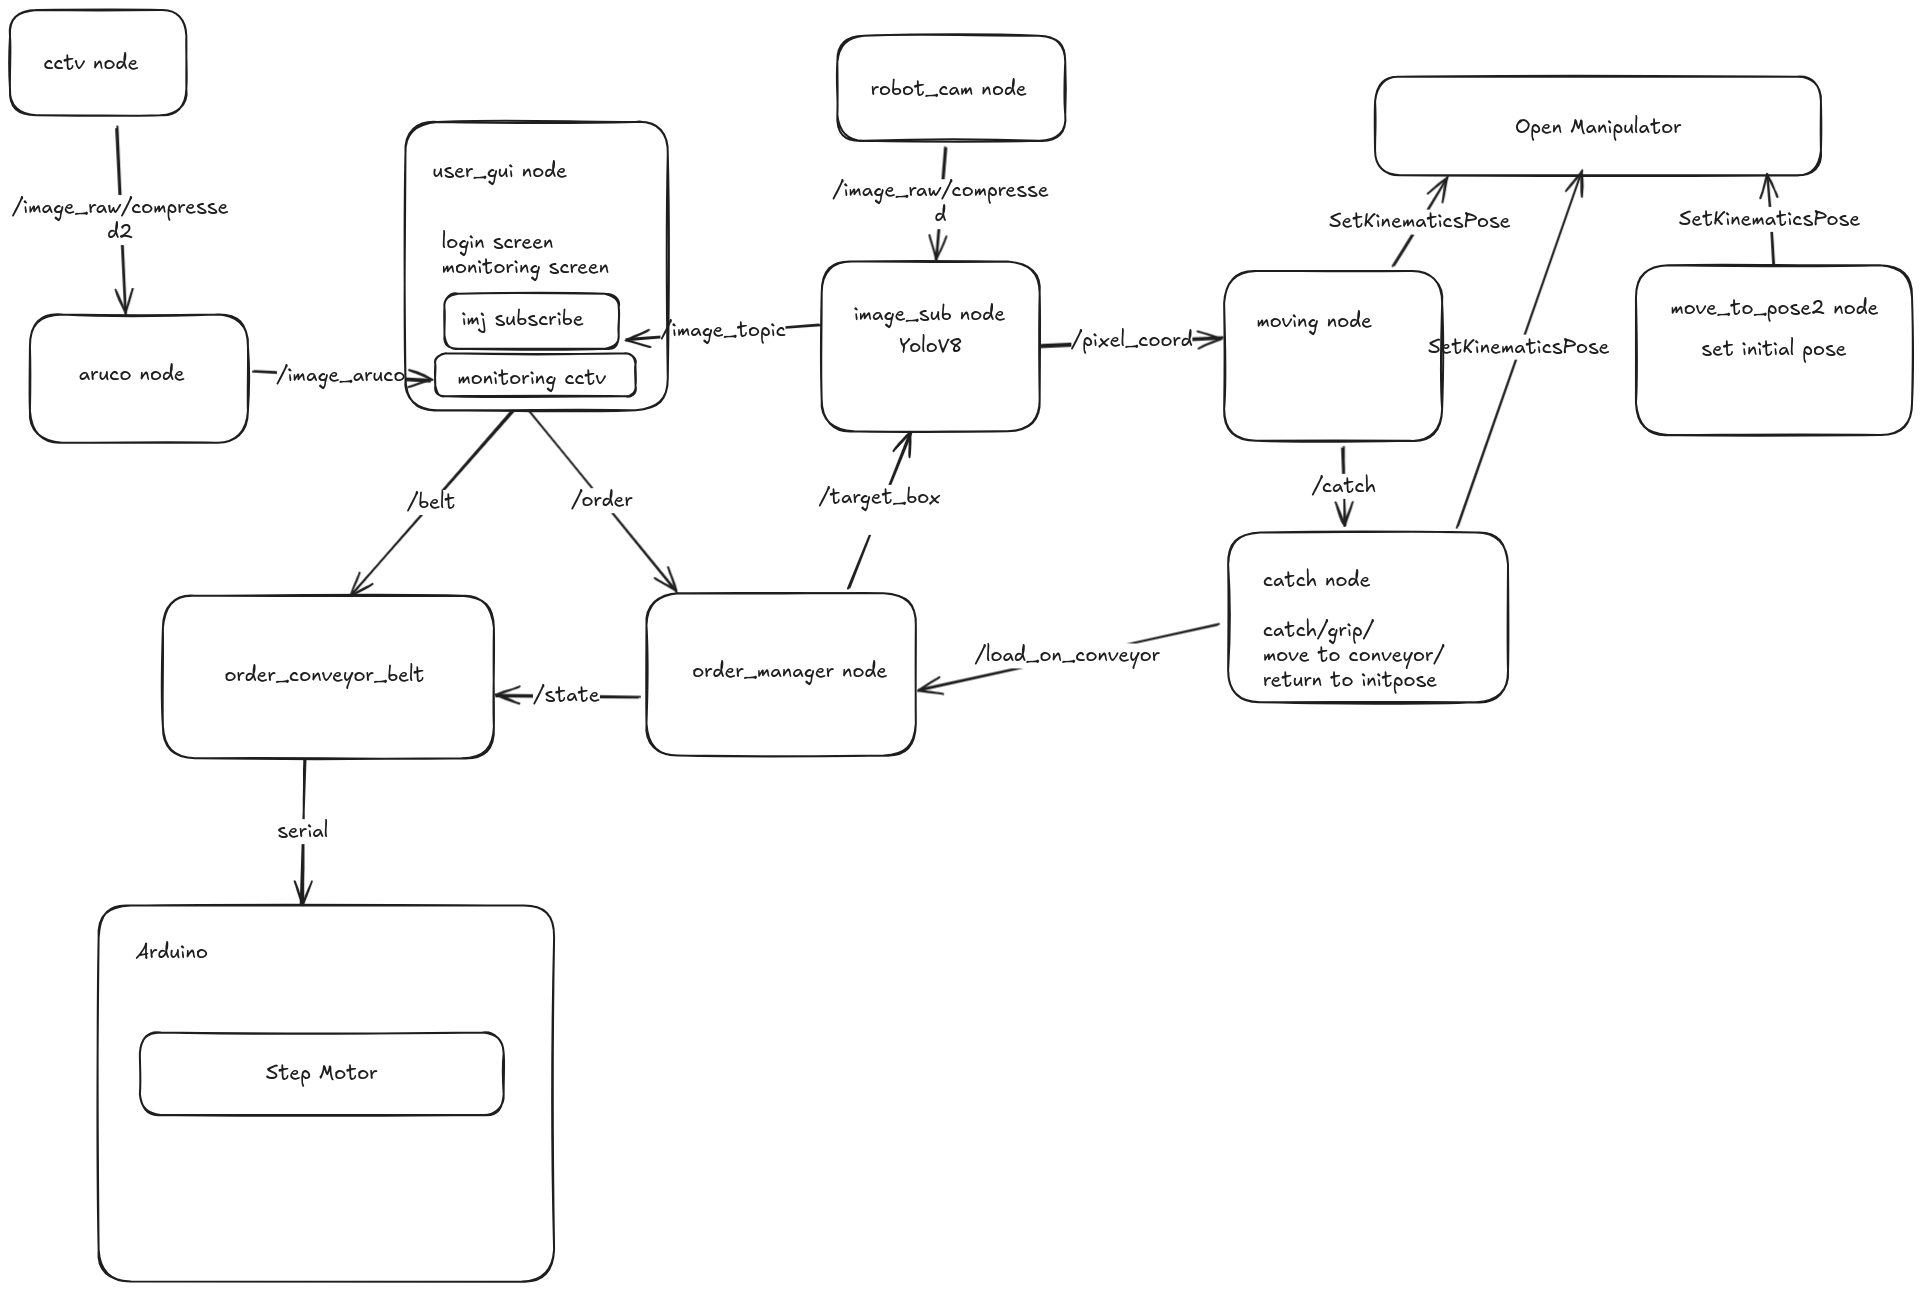 cctv node
robot_cam node
Open Manipulator
user_gui node
/image_raw/compresse
d2
/image_raw/compresse
d
SetKinematicsPose
SetKinematicsPose
login screen
monitoring screen
imj subscribe
monitoring cctv
image_sub node
YoloV8
moving node
move_to_pose2 node
set initial pose
/image_topic
/pixel_coord
SetKinematicsPose
aruco node
/image_aruco
/belt
/order
/target_box
/catch
catch node
catch/grip/
move to conveyor/
return to initpose
order_conveyor_belt
/state
order_manager node
/load_on_conveyor
serial
Arduino
Step Motor